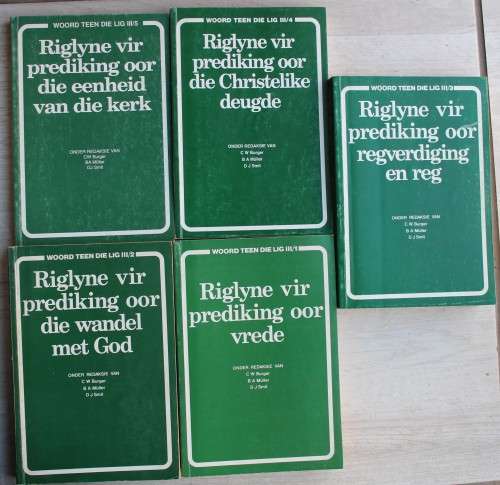 WOORD TEEN DIE LIG III/5
Riglyne vir
prediking oor
die eenheid
van die kerk
ONDER REDAKSIE VAN
CW Burger
BA Müller
DJ Smit
WOORD TEEN DIE LIG III/4
Riglyne vir
prediking oor
die Christelike
deugde
ONDER REDAKSIE VAN
C W Burger
B A Müller
D J Smit
WOORD TEEN DIE LIG III/3
Riglyne vir
prediking oor
regverdiging
en reg
ONDER REDAKSIE VAN
C W Burger
B A Müller
D J Smit
WOORD TEEN DIE LIG III/2
Riglyne vir
prediking oor
die wandel
met God
ONDER REDAKSIE VAN
C W Burger
B A Müller
D J Smit
WOORD TEEN DIE LIG III/1
Riglyne vir
prediking oor
vrede
ONDER REDAKSIE VAN
C W Burger
B A Müller
D J Smit